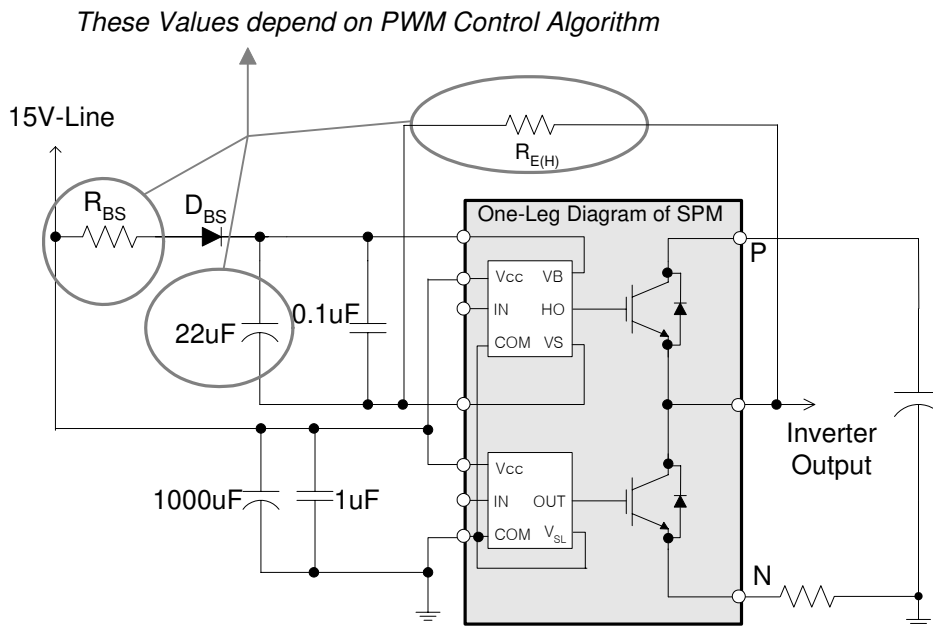 These Values depend on PWM Control Algorithm
15V-Line
R_BS
D_BS
R_E(H)
One-Leg Diagram of SPM
P
Vcc
VB
IN
HO
COM
VS
22uF
0.1uF
Inverter
Output
Vcc
IN
OUT
COM
V_SL
1000uF
1uF
N